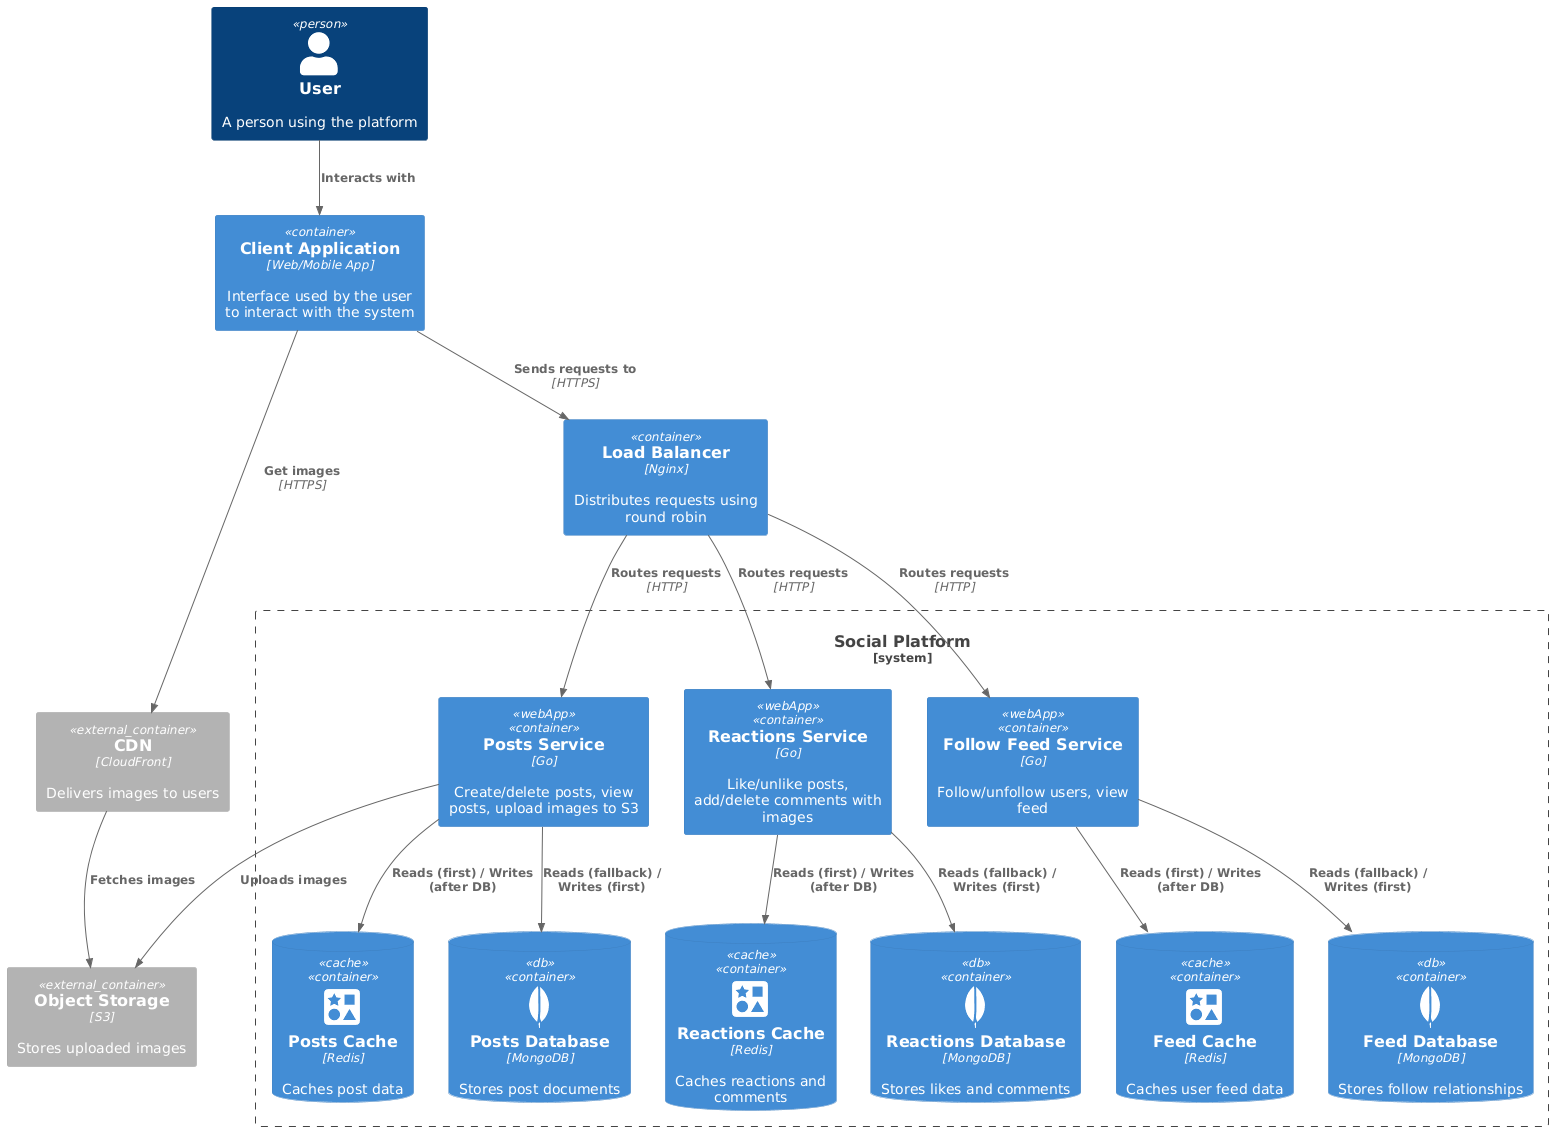 «person»
User
A person using the platform
Interacts with
«container»
Client Application
[Web/Mobile App]
Interface used by the user
to interact with the system
Sends requests to
[HTTPS]
Get images
[HTTPS]
«container»
Load Balancer
[Nginx]
Distributes requests using
round robin
Routes requests
[HTTP]
Routes requests
[HTTP]
Routes requests
[HTTP]
Social Platform
[system]
«external_container»
CDN
[CloudFront]
Delivers images to users
«webApp»
«container»
Posts Service
[Go]
Create/delete posts, view
posts, upload images to S3
«webApp»
«container»
Reactions Service
[Go]
Like/unlike posts,
add/delete comments with
images
«webApp»
«container»
Follow Feed Service
[Go]
Follow/unfollow users, view
feed
Fetches images
Uploads images
Reads (first) / Writes
(after DB)
Reads (fallback) /
Writes (first)
Reads (first) / Writes
(after DB)
Reads (fallback) /
Writes (first)
Reads (first) / Writes
(after DB)
Reads (fallback) /
Writes (first)
«external_container»
Object Storage
[S3]
Stores uploaded images
«cache»
«container»
Posts Cache
[Redis]
Caches post data
«db»
«container»
Posts Database
[MongoDB]
Stores post documents
«cache»
«container»
Reactions Cache
[Redis]
Caches reactions and
comments
«db»
«container»
Reactions Database
[MongoDB]
Stores likes and comments
«cache»
«container»
Feed Cache
[Redis]
Caches user feed data
«db»
«container»
Feed Database
[MongoDB]
Stores follow relationships